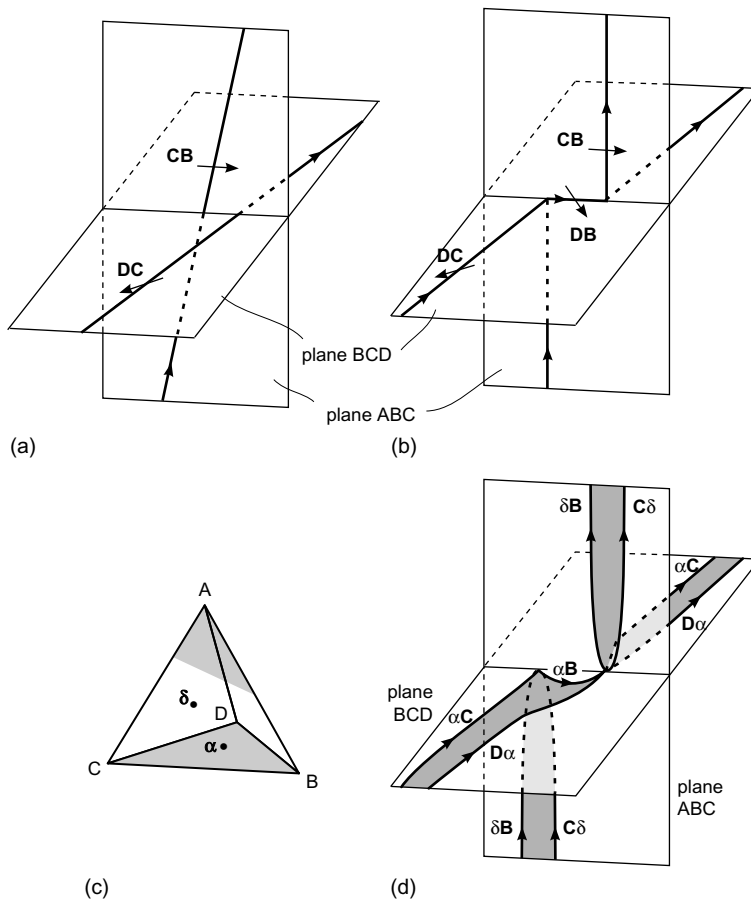 CB
DC
plane BCD
plane ABC
(a)
CB
DB
DC
(b)
A
δ
D
α
C
B
(c)
δB
Cδ
αC
Dα
αB
plane
BCD
αC
Dα
δB
Cδ
plane
ABC
(d)